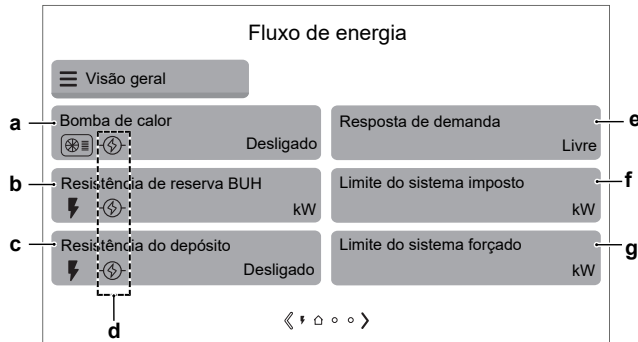 Fluxo de energia
Visão geral
a
Bomba de calor
Desligado
Resposta de demanda
Livre
e
b
Resistência de reserva BUH
kW
Limite do sistema imposto
kW
f
c
Resistência do depósito
Desligado
Limite do sistema forçado
kW
g
d